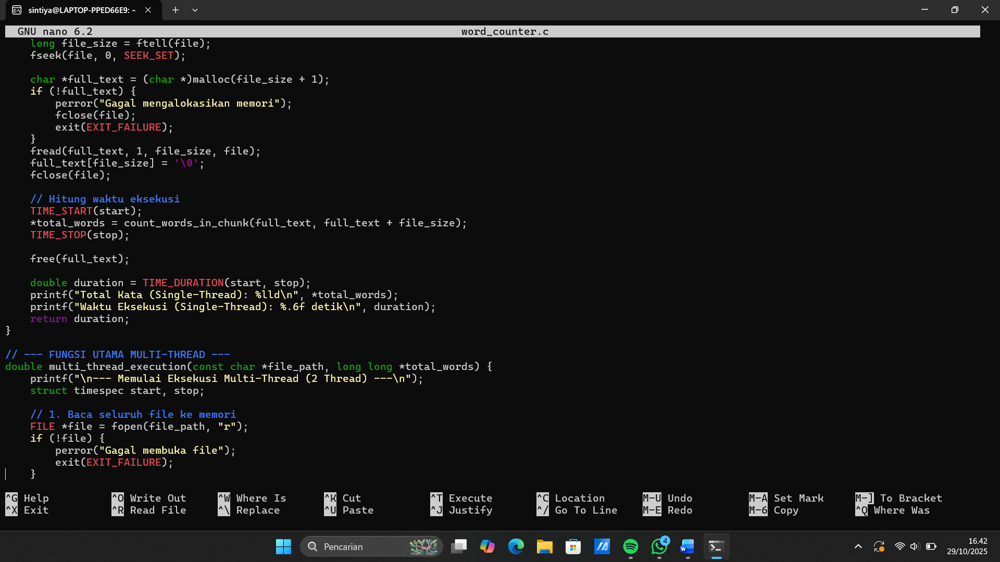 sintiya@LAPTOP-PPED66E9: ~
GNU nano 6.2 word_counter.c
    long file_size = ftell(file);
    fseek(file, 0, SEEK_SET);

    char *full_text = (char *)malloc(file_size + 1);
    if (!full_text) {
        perror("Gagal mengalokasikan memori");
        fclose(file);
        exit(EXIT_FAILURE);
    }
    fread(full_text, 1, file_size, file);
    full_text[file_size] = '\0';
    fclose(file);

    // Hitung waktu eksekusi
    TIME_START(start);
    *total_words = count_words_in_chunk(full_text, full_text + file_size);
    TIME_STOP(stop);

    free(full_text);

    double duration = TIME_DURATION(start, stop);
    printf("Total Kata (Single-Thread): %lld\n", *total_words);
    printf("Waktu Eksekusi (Single-Thread): %.6f detik\n", duration);
    return duration;
}

// --- FUNGSI UTAMA MULTI-THREAD ---
double multi_thread_execution(const char *file_path, long long *total_words) {
    printf("\n--- Memulai Eksekusi Multi-Thread (2 Thread) ---\n");
    struct timespec start, stop;

    // 1. Baca seluruh file ke memori
    FILE *file = fopen(file_path, "r");
    if (!file) {
        perror("Gagal membuka file");
        exit(EXIT_FAILURE);
    }

^G Help ^O Write Out ^W Where Is ^K Cut ^T Execute ^C Location M-U Undo M-A Set Mark M-] To Bracket
^X Exit ^R Read File ^\ Replace ^U Paste ^J Justify ^/ Go To Line M-E Redo M-6 Copy ^Q Where Was
Pencarian
4
16.42
29/10/2025